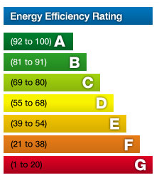 Energy Efficiency Rating
(92 to 100) A
(81 to 91) B
(69 to 80) C
(55 to 68) D
(39 to 54) E
(21 to 38) F
(1 to 20) G